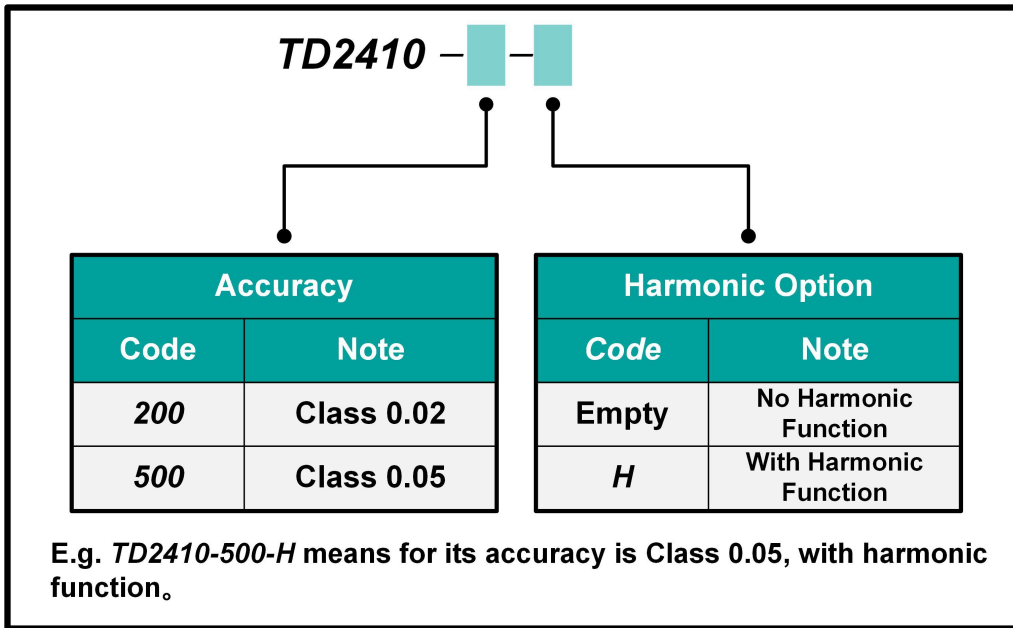 TD2410 – –
Accuracy
Code Note
200 Class 0.02
500 Class 0.05
Harmonic Option
Code Note
Empty No Harmonic
Function
H With Harmonic
Function
E.g. TD2410-500-H means for its accuracy is Class 0.05, with harmonic
function。